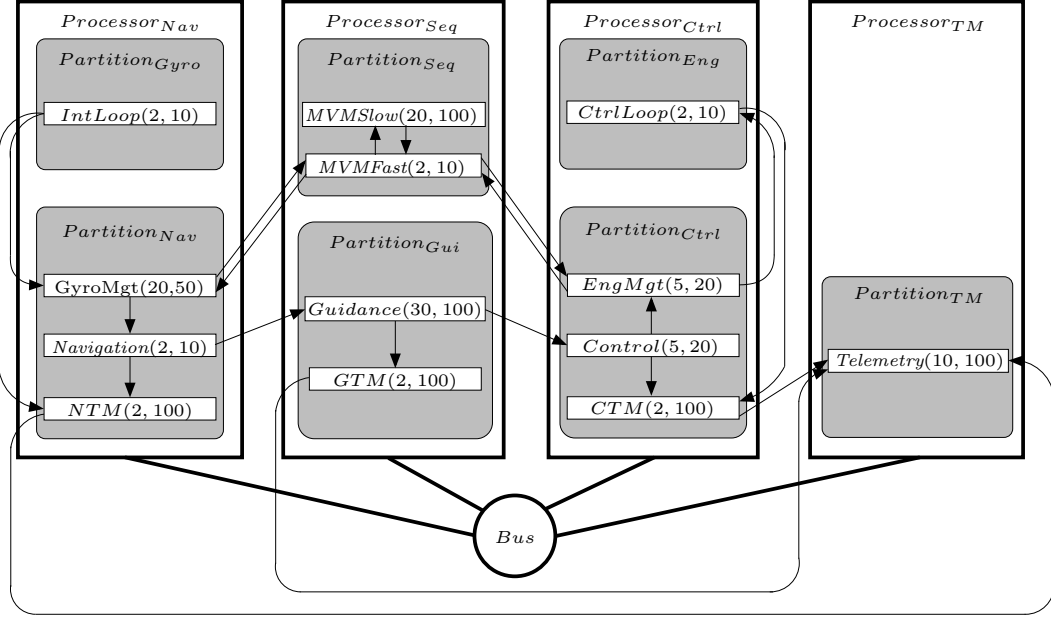 Processor_Nav
Partition_Gyro
IntLoop(2, 10)
Partition_Nav
GyroMgt(20,50)
Navigation(2, 10)
NTM(2, 100)
Processor_Seq
Partition_Seq
MVMSlow(20, 100)
MVMFast(2, 10)
Partition_Gui
Guidance(30, 100)
GTM(2, 100)
Processor_Ctrl
Partition_Eng
CtrlLoop(2, 10)
Partition_Ctrl
EngMgt(5, 20)
Control(5, 20)
CTM(2, 100)
Processor_TM
Partition_TM
Telemetry(10, 100)
Bus